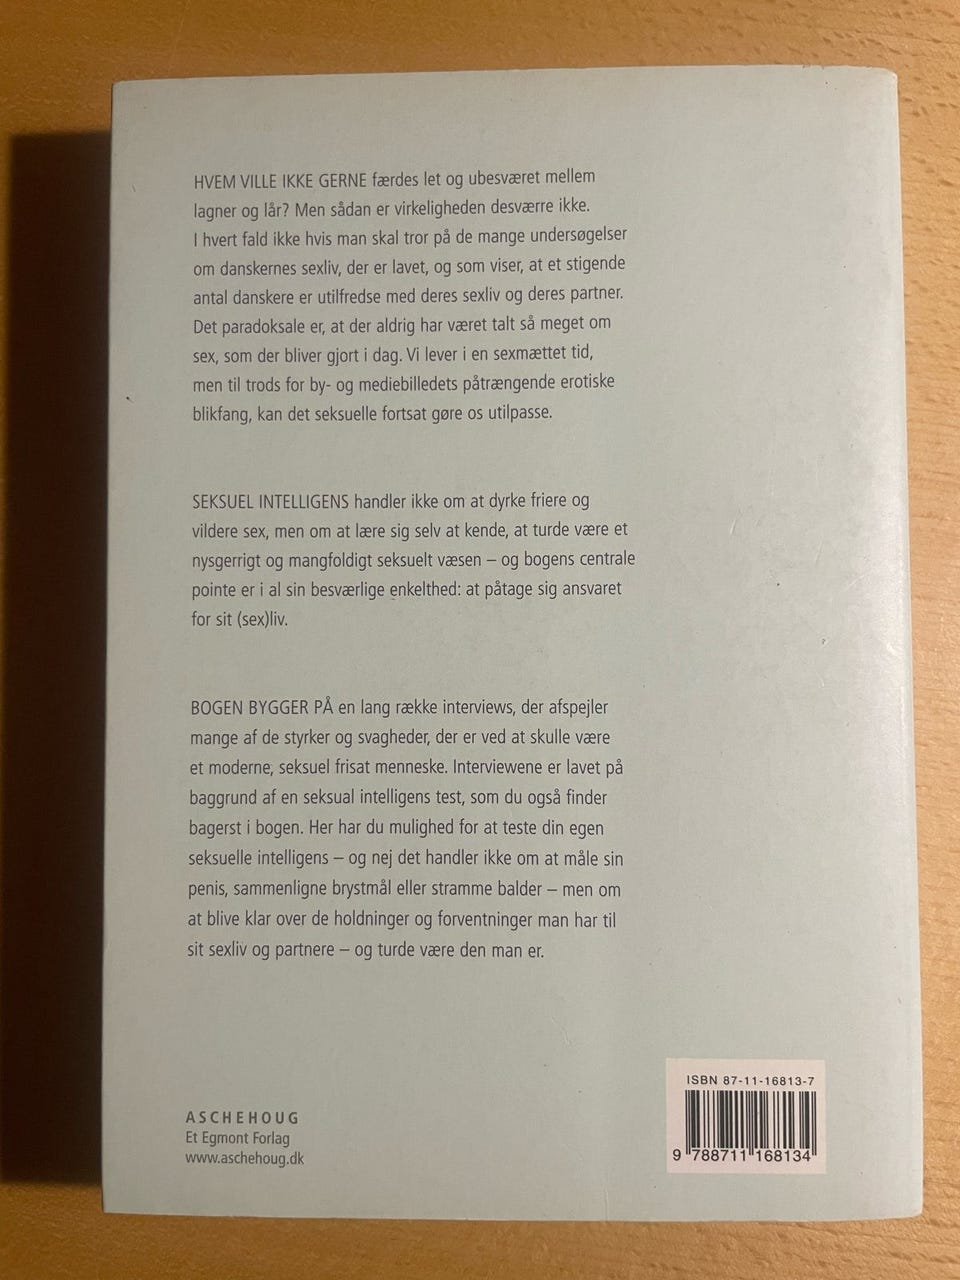 HVEM VILLE IKKE GERNE færdes let og ubesværet mellem
lagner og lår? Men sådan er virkeligheden desværre ikke.
I hvert fald ikke hvis man skal tror på de mange undersøgelser
om danskernes sexliv, der er lavet, og som viser, at et stigende
antal danskere er utilfredse med deres sexliv og deres partner.
Det paradoksale er, at der aldrig har været talt så meget om
sex, som der bliver gjort i dag. Vi lever i en sexmættet tid,
men til trods for by- og mediebilledets påtrængende erotiske
blikfang, kan det seksuelle fortsat gøre os utilpasse.
SEKSUEL INTELLIGENS handler ikke om at dyrke friere og
vildere sex, men om at lære sig selv at kende, at turde være et
nysgerrigt og mangfoldigt seksuelt væsen – og bogens centrale
pointe er i al sin besværlige enkelthed: at påtage sig ansvaret
for sit (sex)liv.
BOGEN BYGGER PÅ en lang række interviews, der afspejler
mange af de styrker og svagheder, der er ved at skulle være
et moderne, seksuel frisat menneske. Interviewene er lavet på
baggrund af en seksual intelligens test, som du også finder
bagerst i bogen. Her har du mulighed for at teste din egen
seksuelle intelligens – og nej det handler ikke om at måle sin
penis, sammenligne brystmål eller stramme balder – men om
at blive klar over de holdninger og forventninger man har til
sit sexliv og partnere – og turde være den man er.
ASCHEHOUG
Et Egmont Forlag
www.aschehoug.dk
ISBN 87-11-16813-7
9 788711 168134